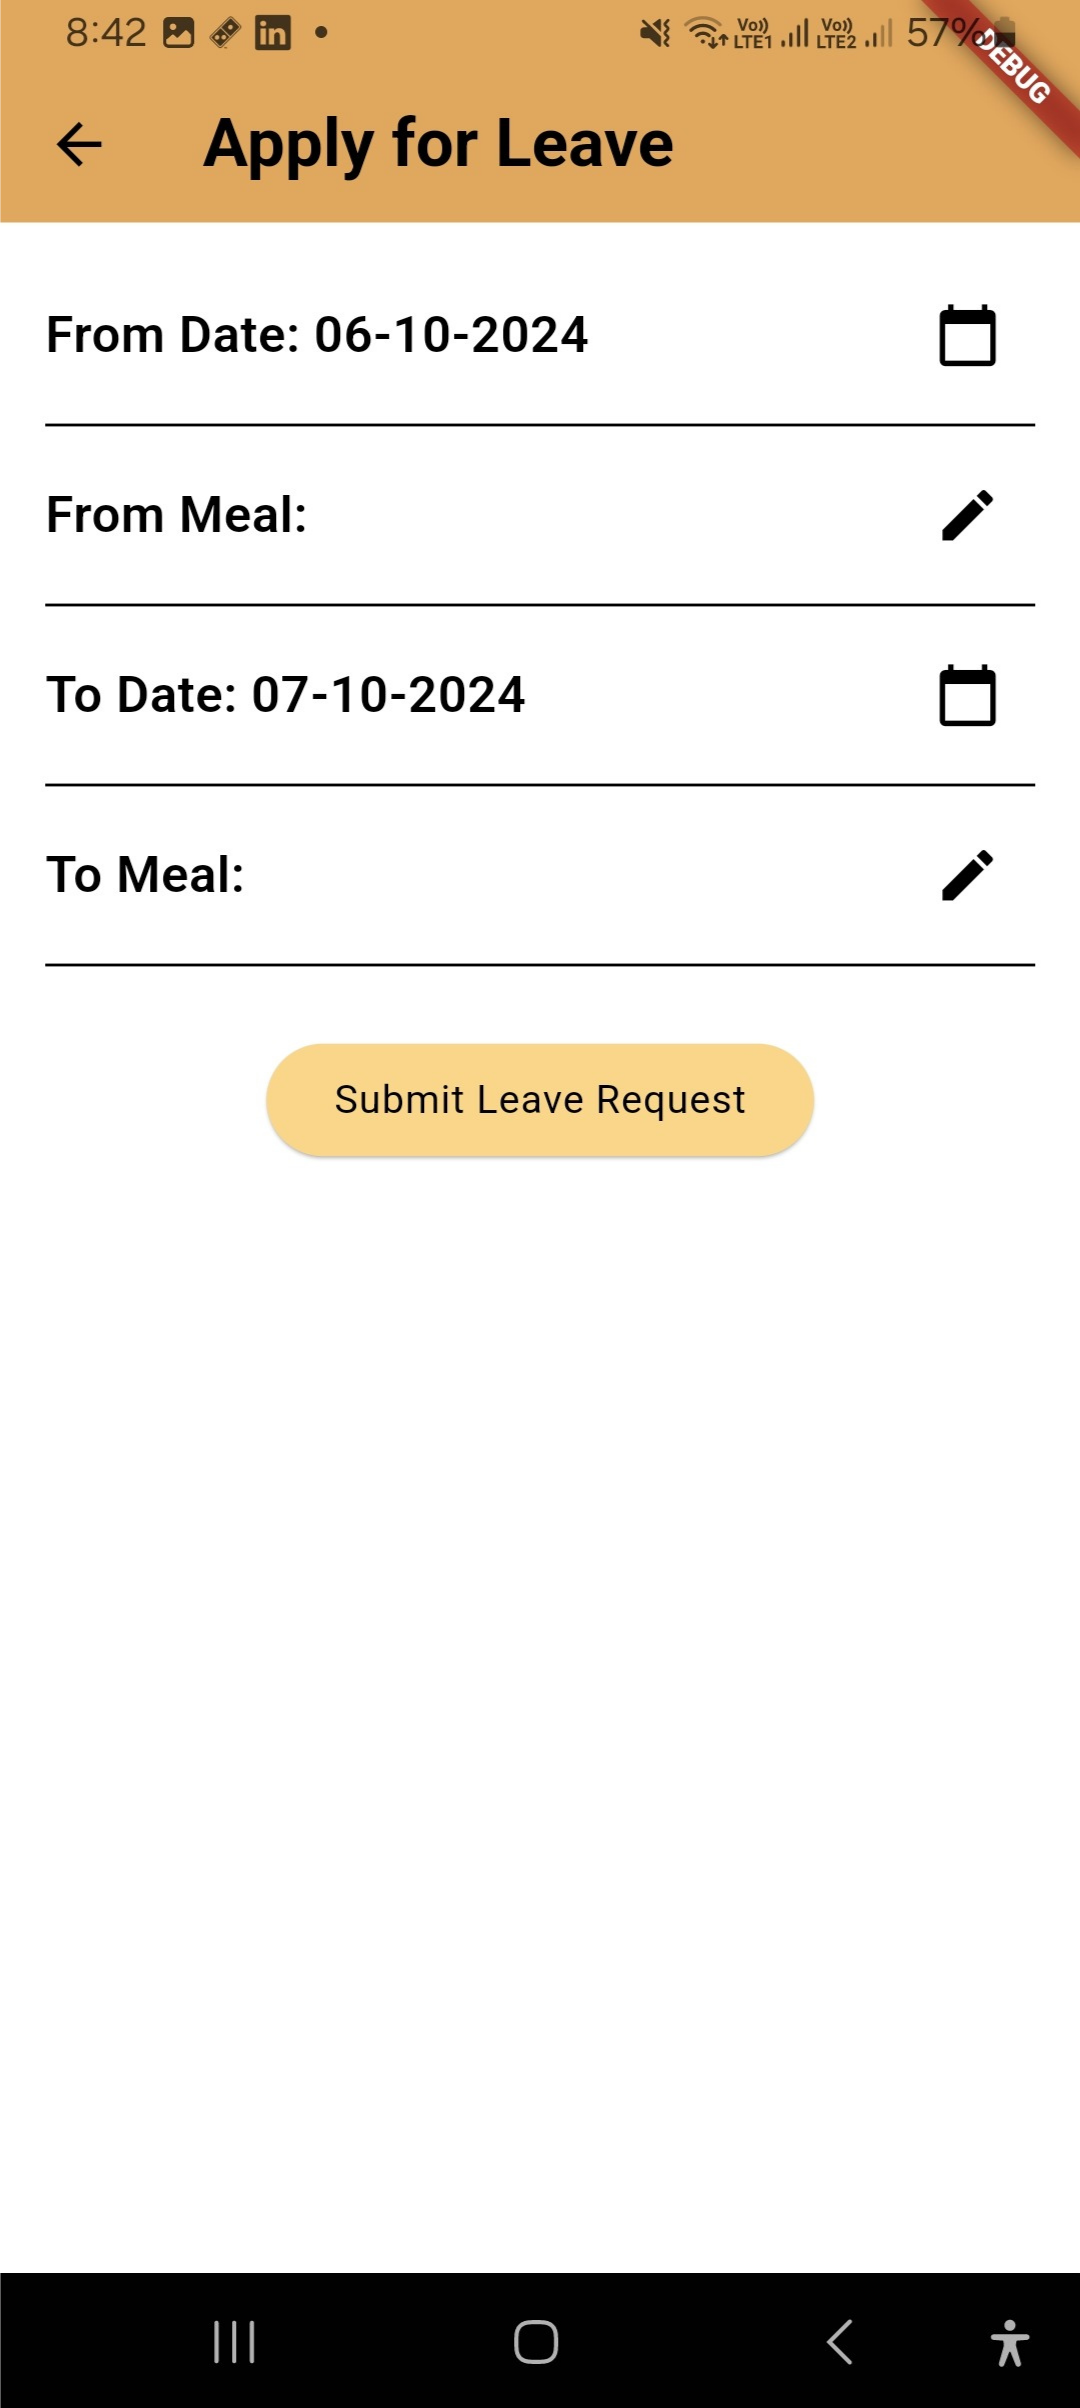 8:42 in Vo)) LTE1 Vo)) LTE2 57%
DEBUG
Apply for Leave
From Date: 06-10-2024
From Meal:
To Date: 07-10-2024
To Meal:
Submit Leave Request